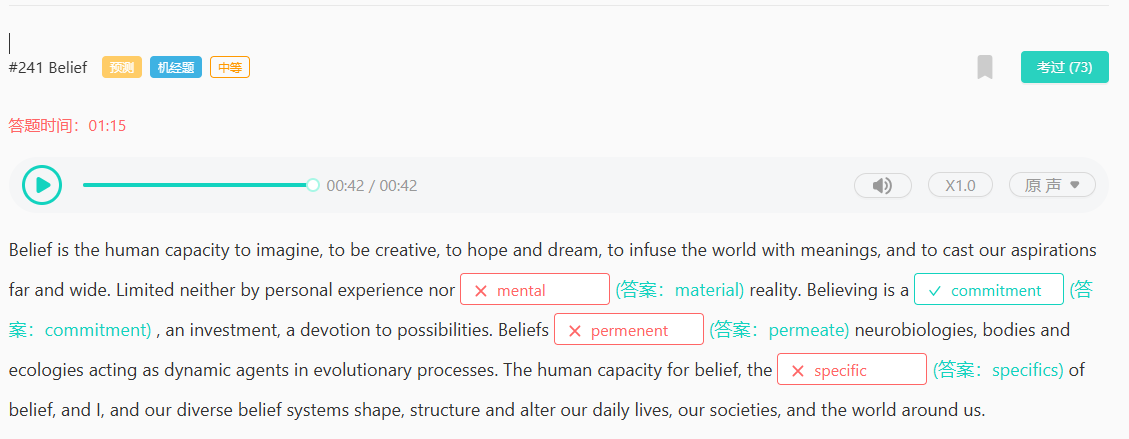 #241 Belief 预测 机经题 中等 考过 (73)
答题时间：01:15
00:42 / 00:42 X1.0 原声
Belief is the human capacity to imagine, to be creative, to hope and dream, to infuse the world with meanings, and to cast our aspirations
far and wide. Limited neither by personal experience nor mental (答案：material) reality. Believing is a commitment (答
案：commitment) , an investment, a devotion to possibilities. Beliefs permenent (答案：permeate) neurobiologies, bodies and
ecologies acting as dynamic agents in evolutionary processes. The human capacity for belief, the specific (答案：specifics) of
belief, and I, and our diverse belief systems shape, structure and alter our daily lives, our societies, and the world around us.